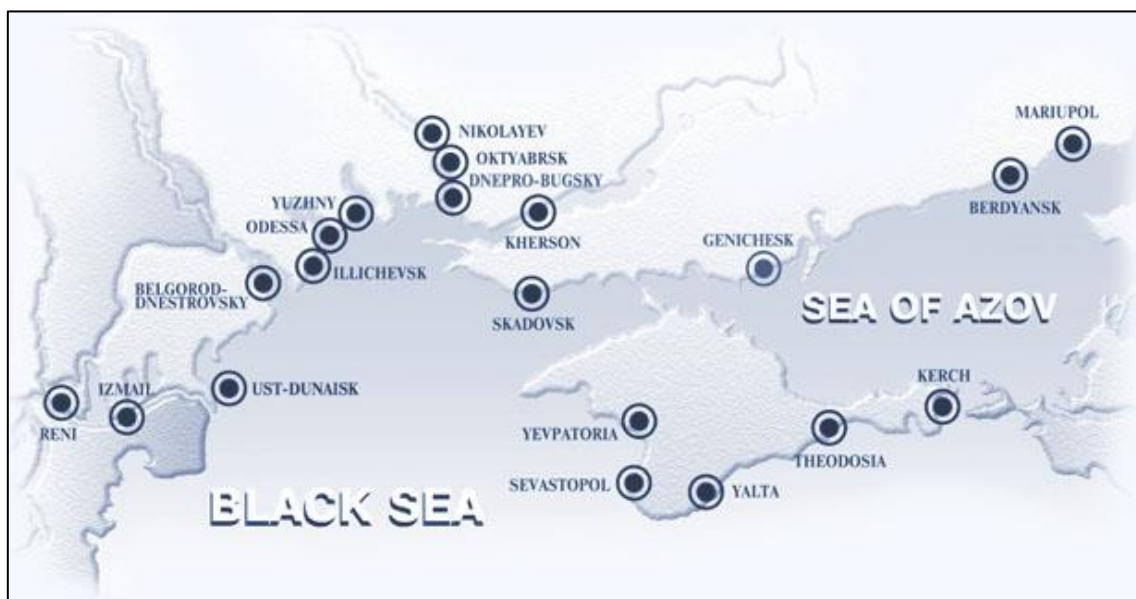 MARIUPOL
NIKOLAYEV
OKTYABRSK
DNEPRO-BUGSKY
YUZHNY
ODESSA
BERDYANSK
KHERSON
GENICHESK
ILLICHEVSK
BELGOROD-
DNESTROVSKY
SEA OF AZOV
SKADOVSK
KERCH
IZMAIL
UST-DUNAISK
RENI
YEVPATORIA
THEODOSIA
SEVASTOPOL
YALTA
BLACK SEA